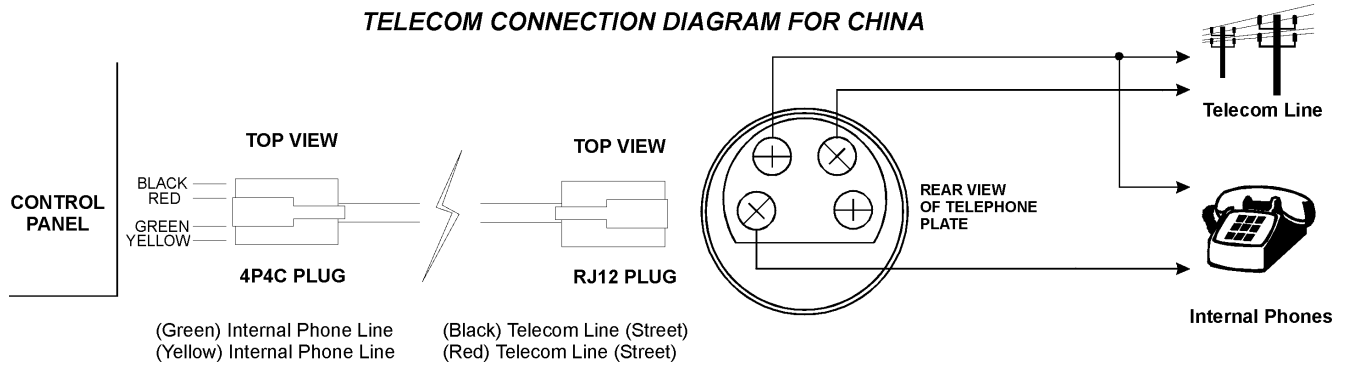 TELECOM CONNECTION DIAGRAM FOR CHINA
Telecom Line
TOP VIEW
TOP VIEW
BLACK
RED
GREEN
YELLOW
CONTROL
PANEL
REAR VIEW
OF TELEPHONE
PLATE
4P4C PLUG
RJ12 PLUG
Internal Phones
(Green) Internal Phone Line
(Yellow) Internal Phone Line
(Black) Telecom Line (Street)
(Red) Telecom Line (Street)